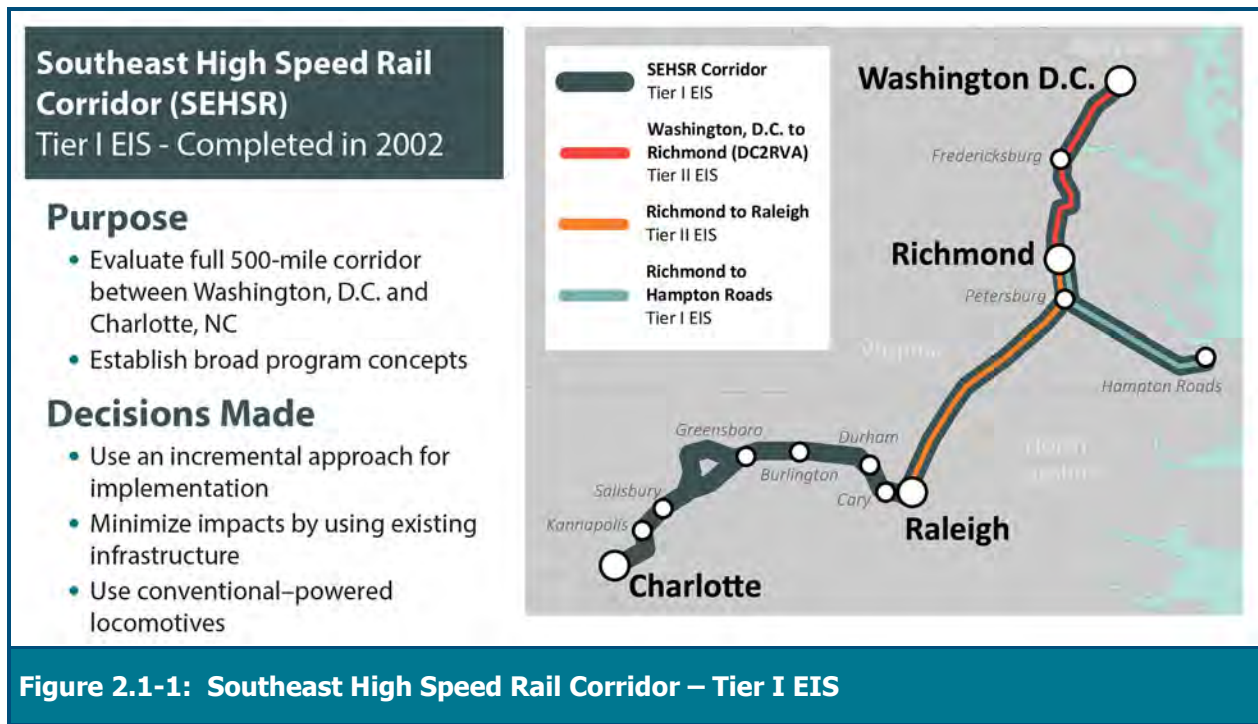 Southeast High Speed Rail
Corridor (SEHSR)
Tier I EIS - Completed in 2002
Purpose
• Evaluate full 500-mile corridor
between Washington, D.C. and
Charlotte, NC
• Establish broad program concepts
Decisions Made
• Use an incremental approach for
implementation
• Minimize impacts by using existing
infrastructure
• Use conventional–powered
locomotives
SEHSR Corridor
Tier I EIS
Washington, D.C. to
Richmond (DC2RVA)
Tier II EIS
Richmond to Raleigh
Tier II EIS
Richmond to
Hampton Roads
Tier I EIS
Washington D.C.
Fredericksburg
Richmond
Petersburg
Virginia
Hampton Roads
Greensboro
Durham
Burlington
Salisbury
Cary
Kannapolis
Raleigh
Charlotte
Figure 2.1-1: Southeast High Speed Rail Corridor – Tier I EIS